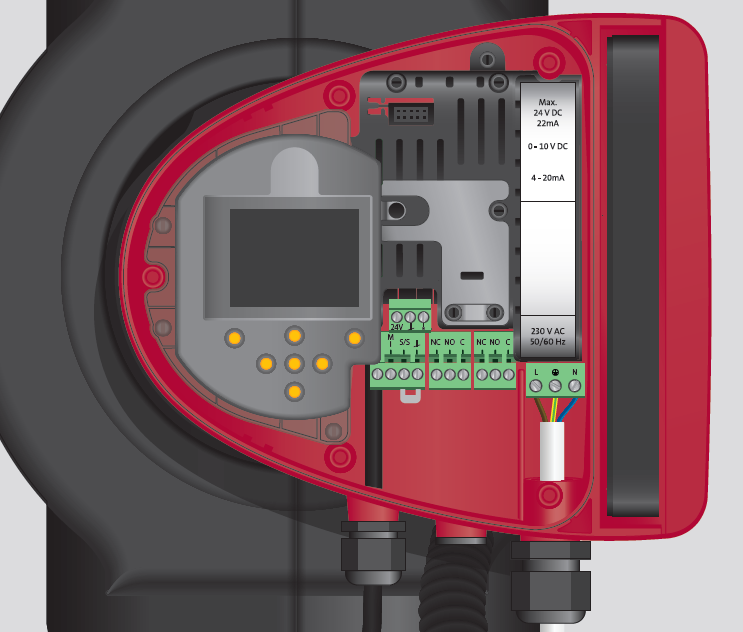 Max.
24 V DC
22mA
0 - 10 V DC
4 - 20mA
230 V AC
50/60 Hz
24V
M
I
S/S
NC NO C
NC NO C
L N